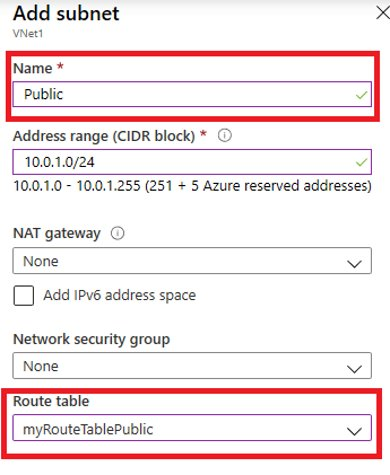 Add subnet
VNet1
Name *
Public
Address range (CIDR block) *
10.0.1.0/24
10.0.1.0 - 10.0.1.255 (251 + 5 Azure reserved addresses)
NAT gateway
None
Add IPv6 address space
Network security group
None
Route table
myRouteTablePublic